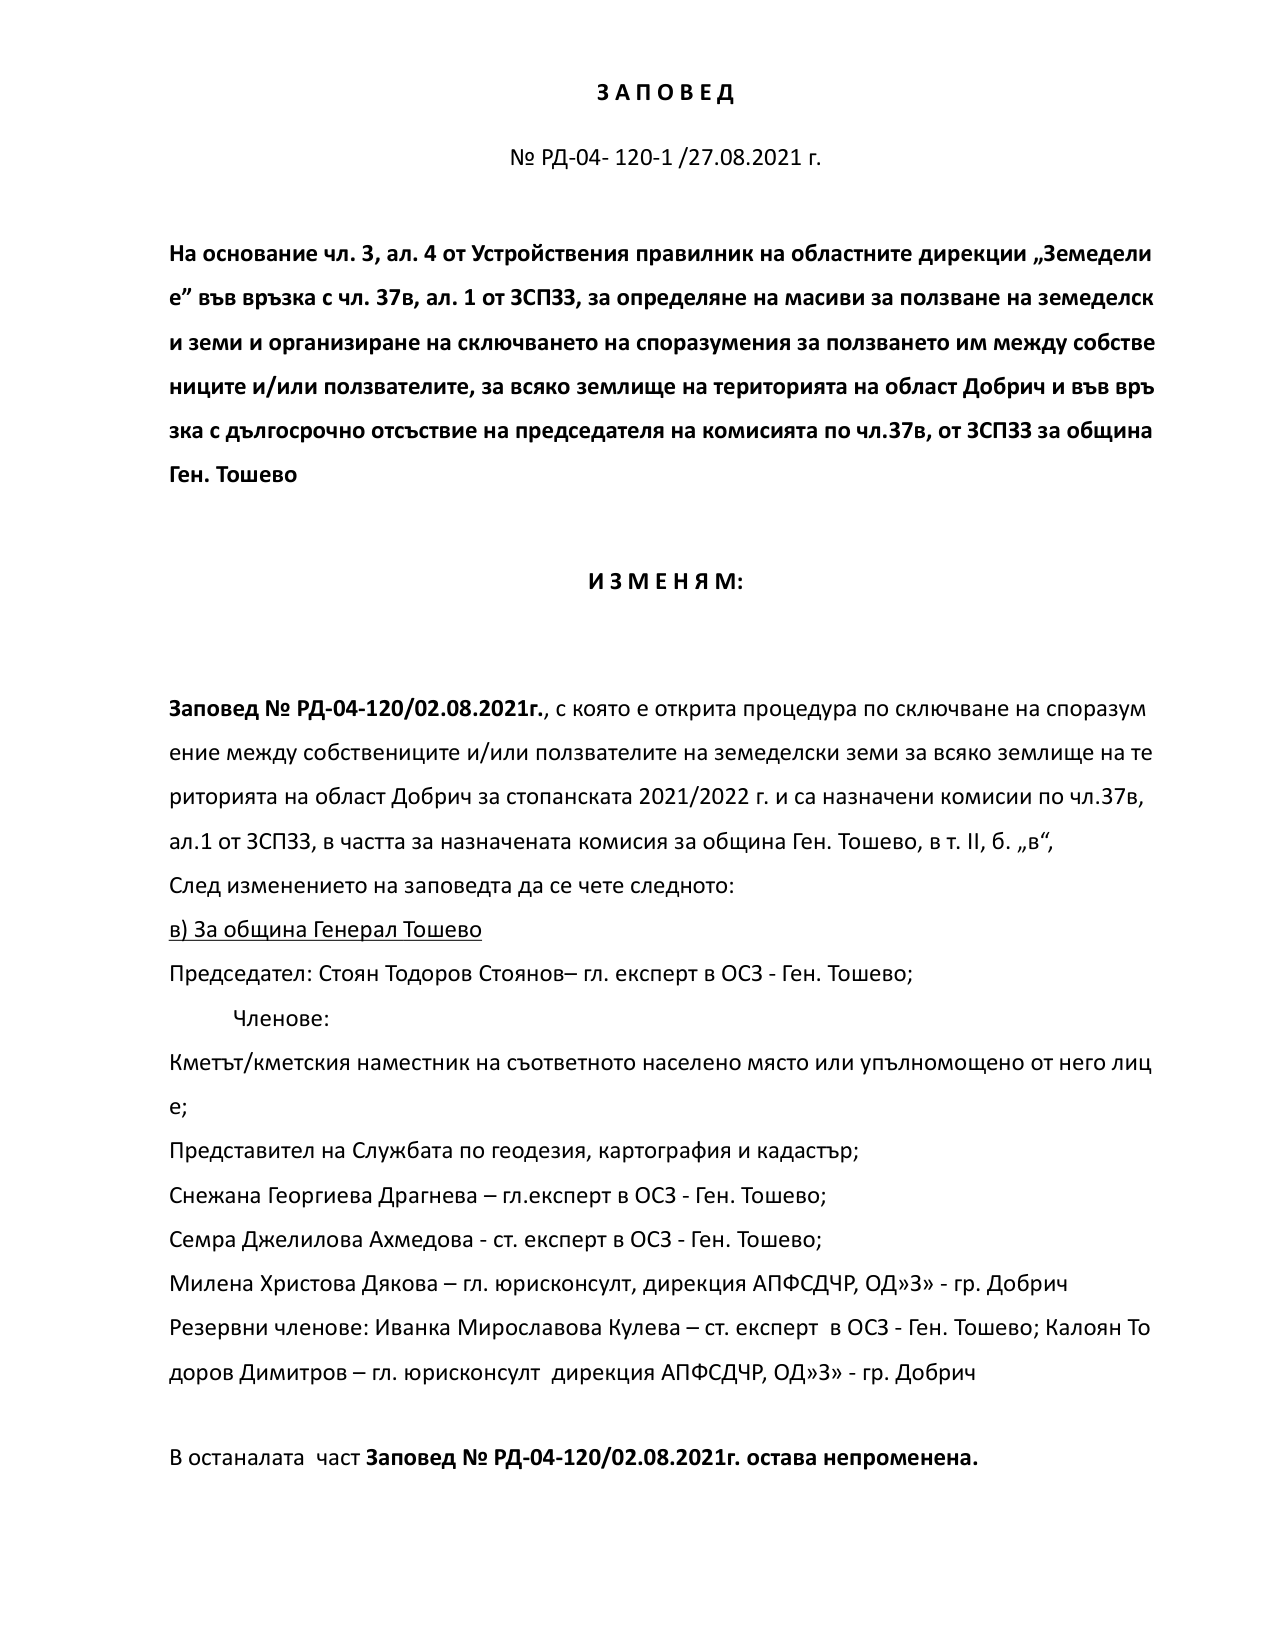 З А П О В Е Д
№ РД-04- 120-1 /27.08.2021 г.
На основание чл. 3, ал. 4 от Устройствения правилник на областните дирекции „Земедели
е” във връзка с чл. 37в, ал. 1 от ЗСПЗЗ, за определяне на масиви за ползване на земеделск
и земи и организиране на сключването на споразумения за ползването им между собстве
ниците и/или ползвателите, за всяко землище на територията на област Добрич и във връ
зка с дългосрочно отсъствие на председателя на комисията по чл.37в, от ЗСПЗЗ за община
Ген. Тошево
И З М Е Н Я М:
Заповед № РД-04-120/02.08.2021г., с която е открита процедура по сключване на споразум
ение между собствениците и/или ползвателите на земеделски земи за всяко землище на те
риторията на област Добрич за стопанската 2021/2022 г. и са назначени комисии по чл.37в,
ал.1 от ЗСПЗЗ, в частта за назначената комисия за община Ген. Тошево, в т. II, б. „в“,
След изменението на заповедта да се чете следното:
в) За община Генерал Тошево
Председател: Стоян Тодоров Стоянов– гл. експерт в ОСЗ - Ген. Тошево;
Членове:
Кметът/кметския наместник на съответното населено място или упълномощено от него лиц
е;
Представител на Службата по геодезия, картография и кадастър;
Снежана Георгиева Драгнева – гл.експерт в ОСЗ - Ген. Тошево;
Семра Джелилова Ахмедова - ст. експерт в ОСЗ - Ген. Тошево;
Милена Христова Дякова – гл. юрисконсулт, дирекция АПФСДЧР, ОД»З» - гр. Добрич
Резервни членове: Иванка Мирославова Кулева – ст. експерт  в ОСЗ - Ген. Тошево; Калоян То
доров Димитров – гл. юрисконсулт  дирекция АПФСДЧР, ОД»З» - гр. Добрич
В останалата  част Заповед № РД-04-120/02.08.2021г. остава непроменена.